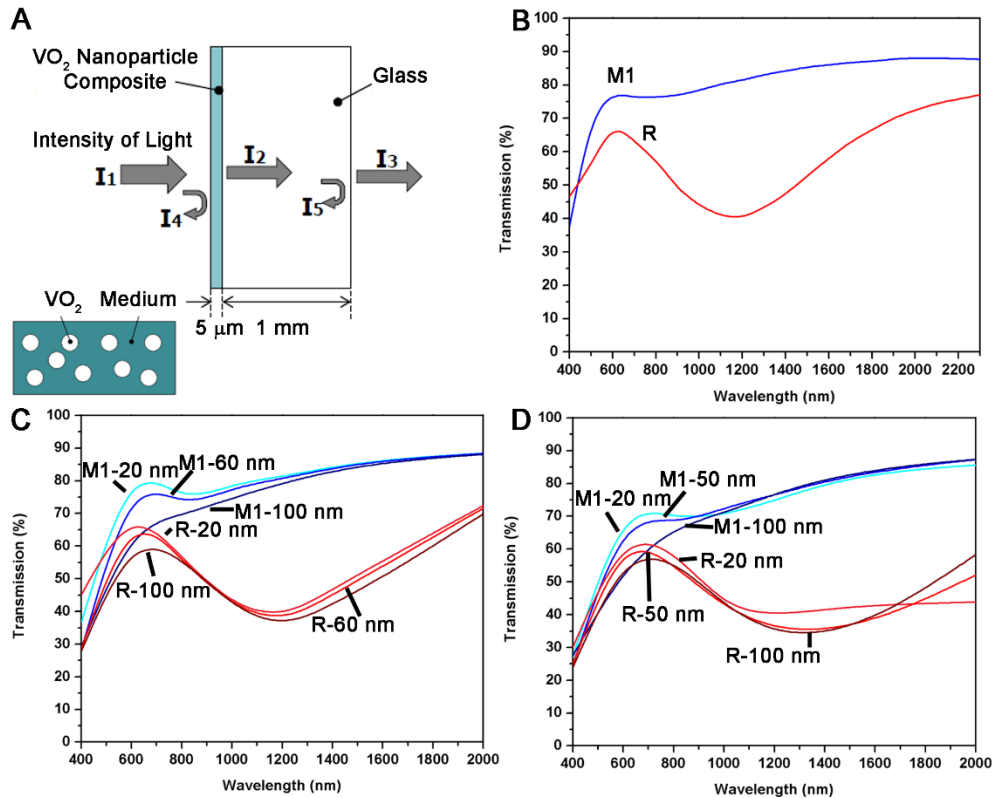 A
VO₂ Nanoparticle
Composite
Glass
Intensity of Light
I1
I2
I3
I4
I5
VO₂ Medium
5 μm 1 mm
B
Transmission (%)
100
90
80
70
60
50
40
30
20
10
0
M1
R
400 600 800 1000 1200 1400 1600 1800 2000 2200
Wavelength (nm)
C
Transmission (%)
100
90
80
70
60
50
40
30
20
10
0
M1-20 nm
M1-60 nm
M1-100 nm
R-20 nm
R-100 nm
R-60 nm
400 600 800 1000 1200 1400 1600 1800 2000
Wavelength (nm)
D
Transmission (%)
100
90
80
70
60
50
40
30
20
10
0
M1-20 nm
M1-50 nm
M1-100 nm
R-20 nm
R-50 nm
R-100 nm
400 600 800 1000 1200 1400 1600 1800 2000
Wavelength (nm)